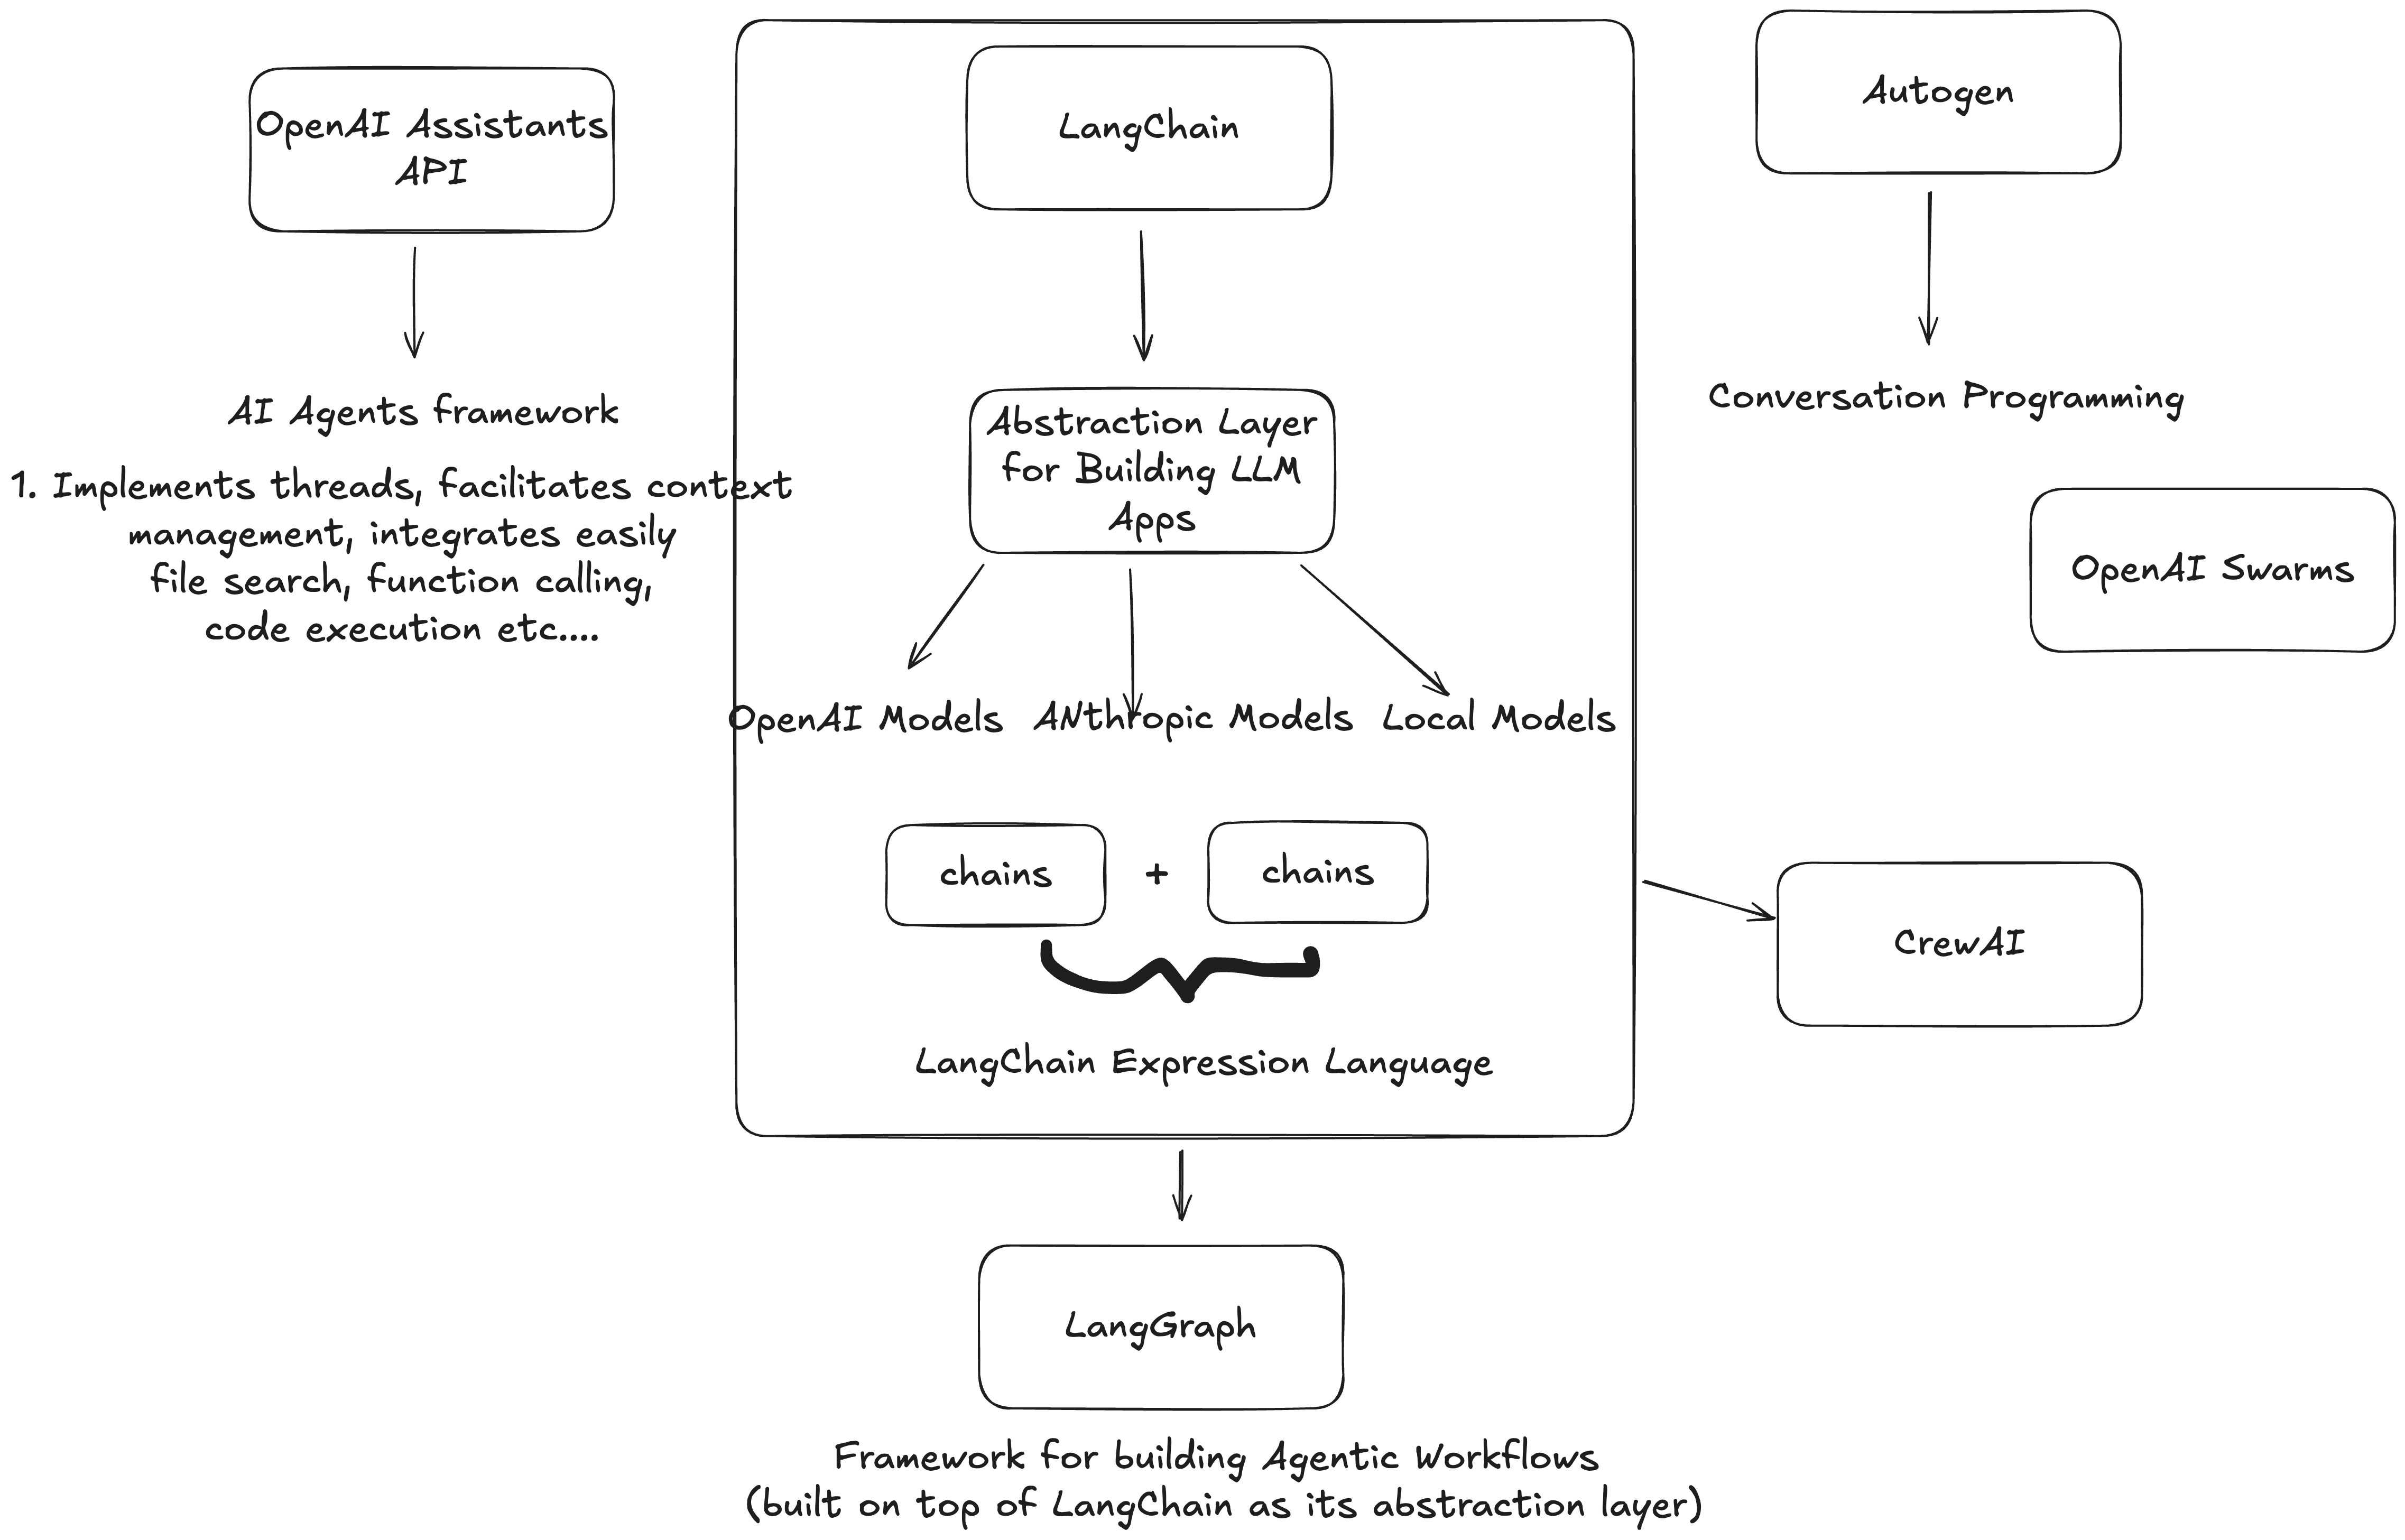 OpenAI Assistants
API
AI Agents framework
1. Implements threads, facilitates context
management, integrates easily
file search, function calling,
code execution etc....
LangChain
Abstraction Layer
for Building LLM
Apps
OpenAI Models
ANthropic Models
Local Models
chains
+
chains
LangChain Expression Language
LangGraph
Framework for building Agentic Workflows
(built on top of LangChain as its abstraction layer)
Autogen
Conversation Programming
OpenAI Swarms
CrewAI